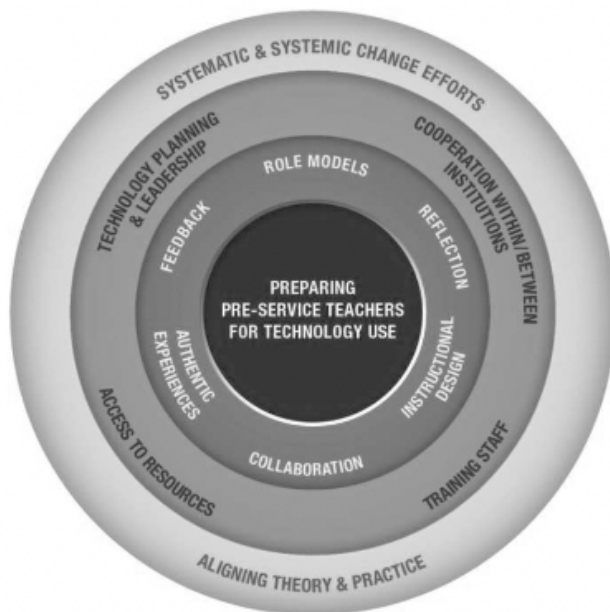 SYSTEMATIC & SYSTEMIC CHANGE EFFORTS
TECHNOLOGY PLANNING
& LEADERSHIP
COOPERATION WITHIN/BETWEEN
INSTITUTIONS
ROLE MODELS
FEEDBACK
REFLECTION
PREPARING
PRE-SERVICE TEACHERS
FOR TECHNOLOGY USE
AUTHENTIC
EXPERIENCES
INSTRUCTIONAL
DESIGN
COLLABORATION
ACCESS TO RESOURCES
TRAINING STAFF
ALIGNING THEORY & PRACTICE